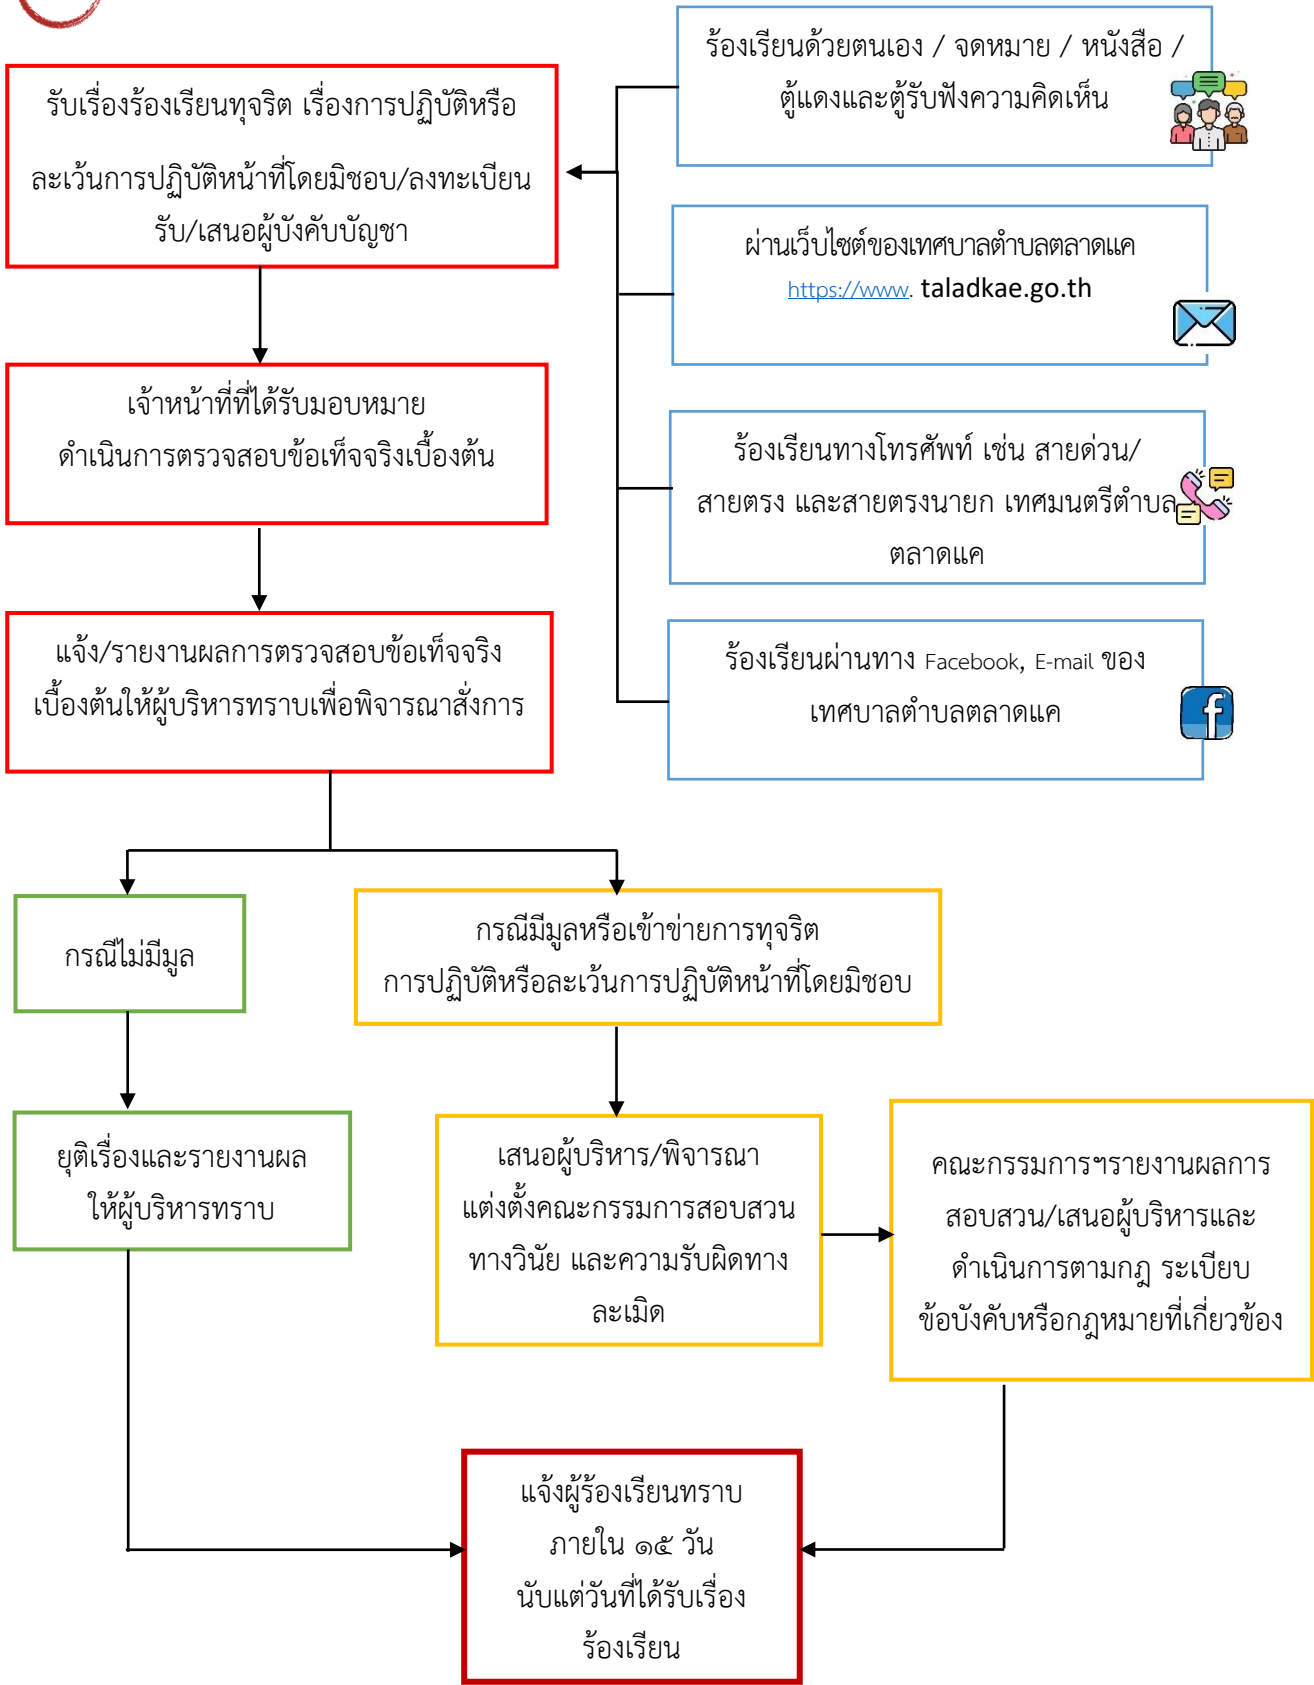 ร้องเรียนด้วยตนเอง / จดหมาย / หนังสือ /
ตู้แดงและตู้รับฟังความคิดเห็น
รับเรื่องร้องเรียนทุจริต เรื่องการปฏิบัติหรือ
ละเว้นการปฏิบัติหน้าที่โดยมิชอบ/ลงทะเบียน
รับ/เสนอผู้บังคับบัญชา
ผ่านเว็บไซต์ของเทศบาลตำบลตลาดแค
https://www. taladkae.go.th
เจ้าหน้าที่ที่ได้รับมอบหมาย
ดำเนินการตรวจสอบข้อเท็จจริงเบื้องต้น
ร้องเรียนทางโทรศัพท์ เช่น สายด่วน/
สายตรง และสายตรงนายก เทศมนตรีตำบล
ตลาดแค
แจ้ง/รายงานผลการตรวจสอบข้อเท็จจริง
เบื้องต้นให้ผู้บริหารทราบเพื่อพิจารณาสั่งการ
ร้องเรียนผ่านทาง Facebook, E-mail ของ
เทศบาลตำบลตลาดแค
กรณีไม่มีมูล
กรณีมีมูลหรือเข้าข่ายการทุจริต
การปฏิบัติหรือละเว้นการปฏิบัติหน้าที่โดยมิชอบ
ยุติเรื่องและรายงานผล
ให้ผู้บริหารทราบ
เสนอผู้บริหาร/พิจารณา
แต่งตั้งคณะกรรมการสอบสวน
ทางวินัย และความรับผิดทาง
ละเมิด
คณะกรรมการฯรายงานผลการ
สอบสวน/เสนอผู้บริหารและ
ดำเนินการตามกฎ ระเบียบ
ข้อบังคับหรือกฎหมายที่เกี่ยวข้อง
แจ้งผู้ร้องเรียนทราบ
ภายใน ๑๕ วัน
นับแต่วันที่ได้รับเรื่อง
ร้องเรียน